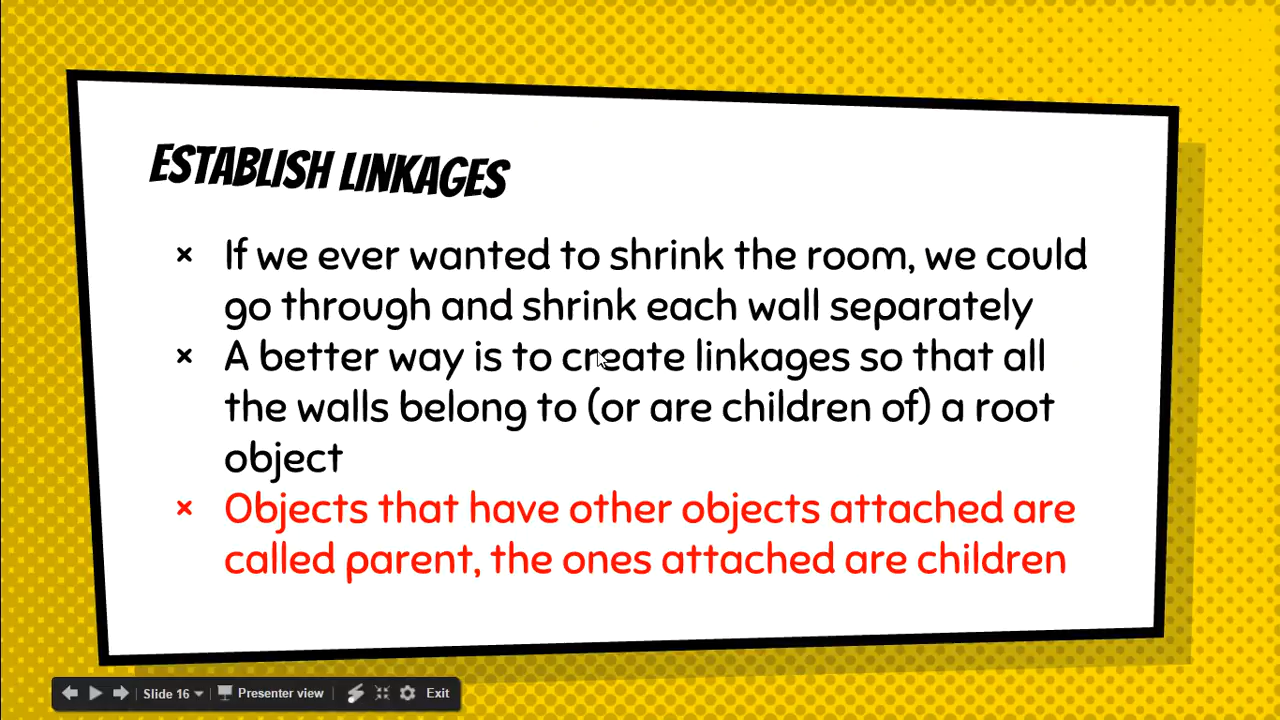 ESTABLISH LINKAGES
× If we ever wanted to shrink the room, we could
go through and shrink each wall separately
× A better way is to create linkages so that all
the walls belong to (or are children of) a root
object
× Objects that have other objects attached are
called parent, the ones attached are children
Slide 16 Presenter view Exit